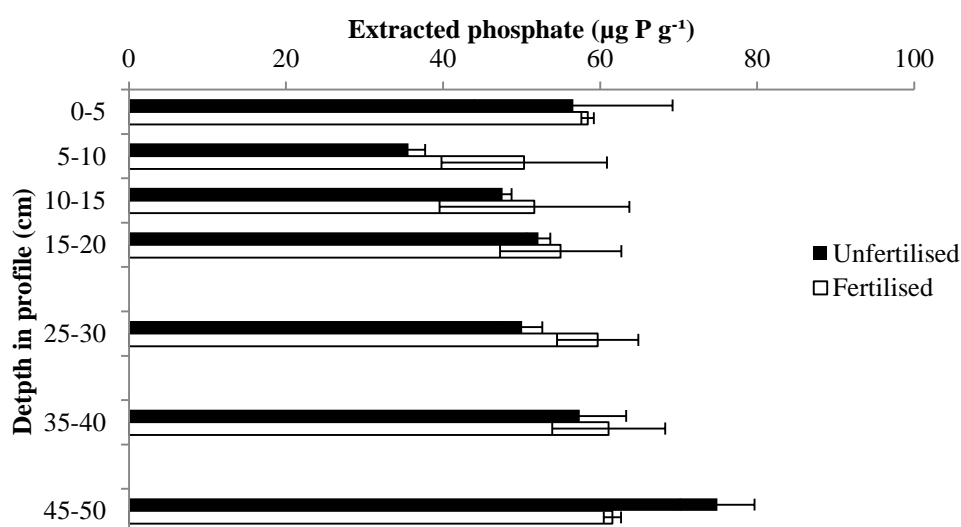 Extracted phosphate (µg P g⁻¹)
0 20 40 60 80 100
0-5
5-10
10-15
15-20
25-30
35-40
45-50
Detpth in profile (cm)
Unfertilised
Fertilised